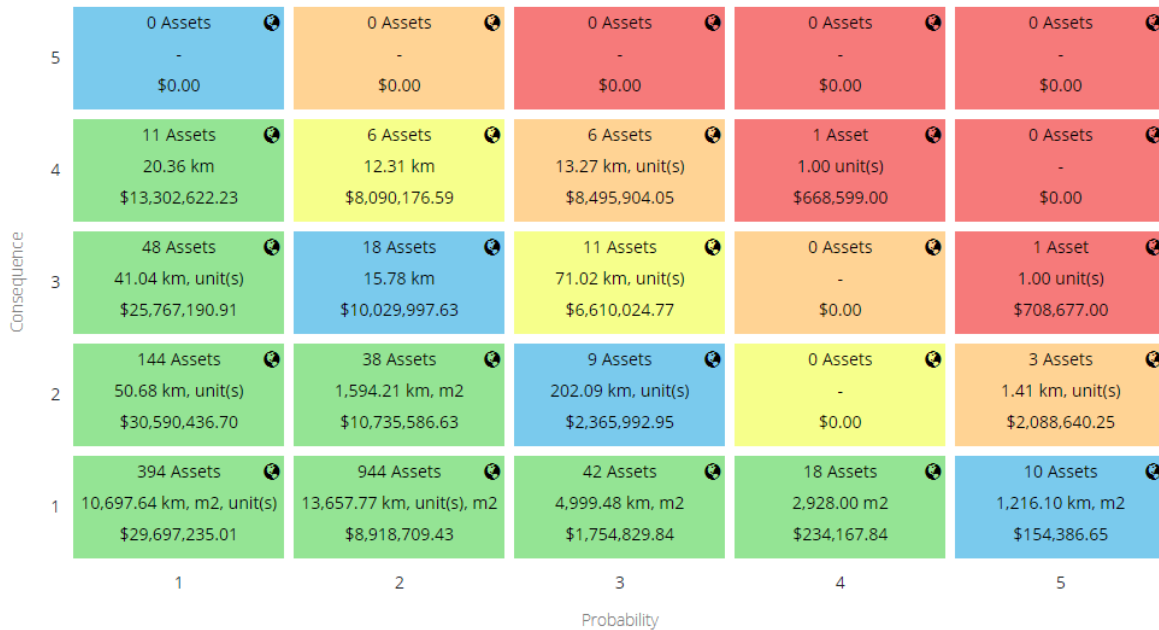 0 Assets 0 Assets 0 Assets 0 Assets 0 Assets
5 - - - - -
$0.00 $0.00 $0.00 $0.00 $0.00
11 Assets 6 Assets 6 Assets 1 Asset 0 Assets
4 20.36 km 12.31 km 13.27 km, unit(s) 1.00 unit(s) -
$13,302,622.23 $8,090,176.59 $8,495,904.05 $668,599.00 $0.00
Consequence
48 Assets 18 Assets 11 Assets 0 Assets 1 Asset
3 41.04 km, unit(s) 15.78 km 71.02 km, unit(s) - 1.00 unit(s)
$25,767,190.91 $10,029,997.63 $6,610,024.77 $0.00 $708,677.00
144 Assets 38 Assets 9 Assets 0 Assets 3 Assets
2 50.68 km, unit(s) 1,594.21 km, m2 202.09 km, unit(s) - 1.41 km, unit(s)
$30,590,436.70 $10,735,586.63 $2,365,992.95 $0.00 $2,088,640.25
394 Assets 944 Assets 42 Assets 18 Assets 10 Assets
1 10,697.64 km, m2, unit(s) 13,657.77 km, unit(s), m2 4,999.48 km, m2 2,928.00 m2 1,216.10 km, m2
$29,697,235.01 $8,918,709.43 $1,754,829.84 $234,167.84 $154,386.65
1 2 3 4 5
Probability